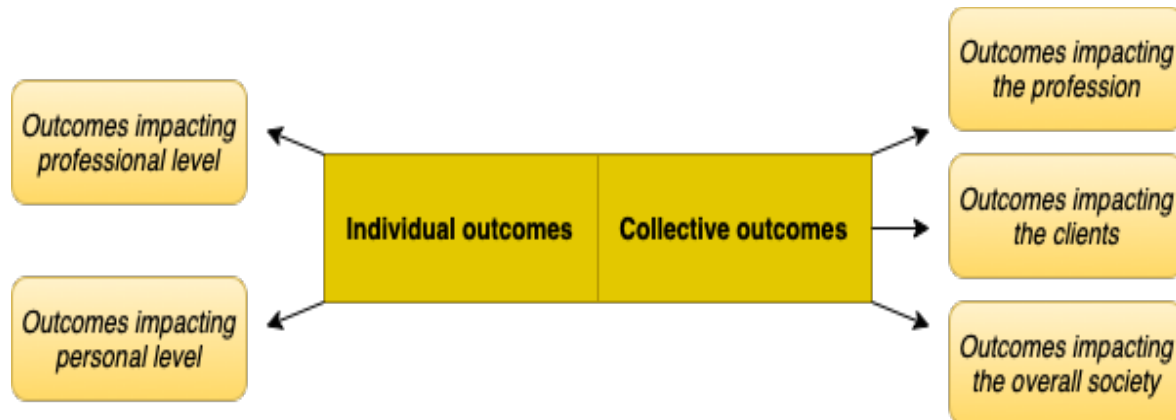 Outcomes impacting
professional level
Outcomes impacting
personal level
Individual outcomes
Collective outcomes
Outcomes impacting
the profession
Outcomes impacting
the clients
Outcomes impacting
the overall society